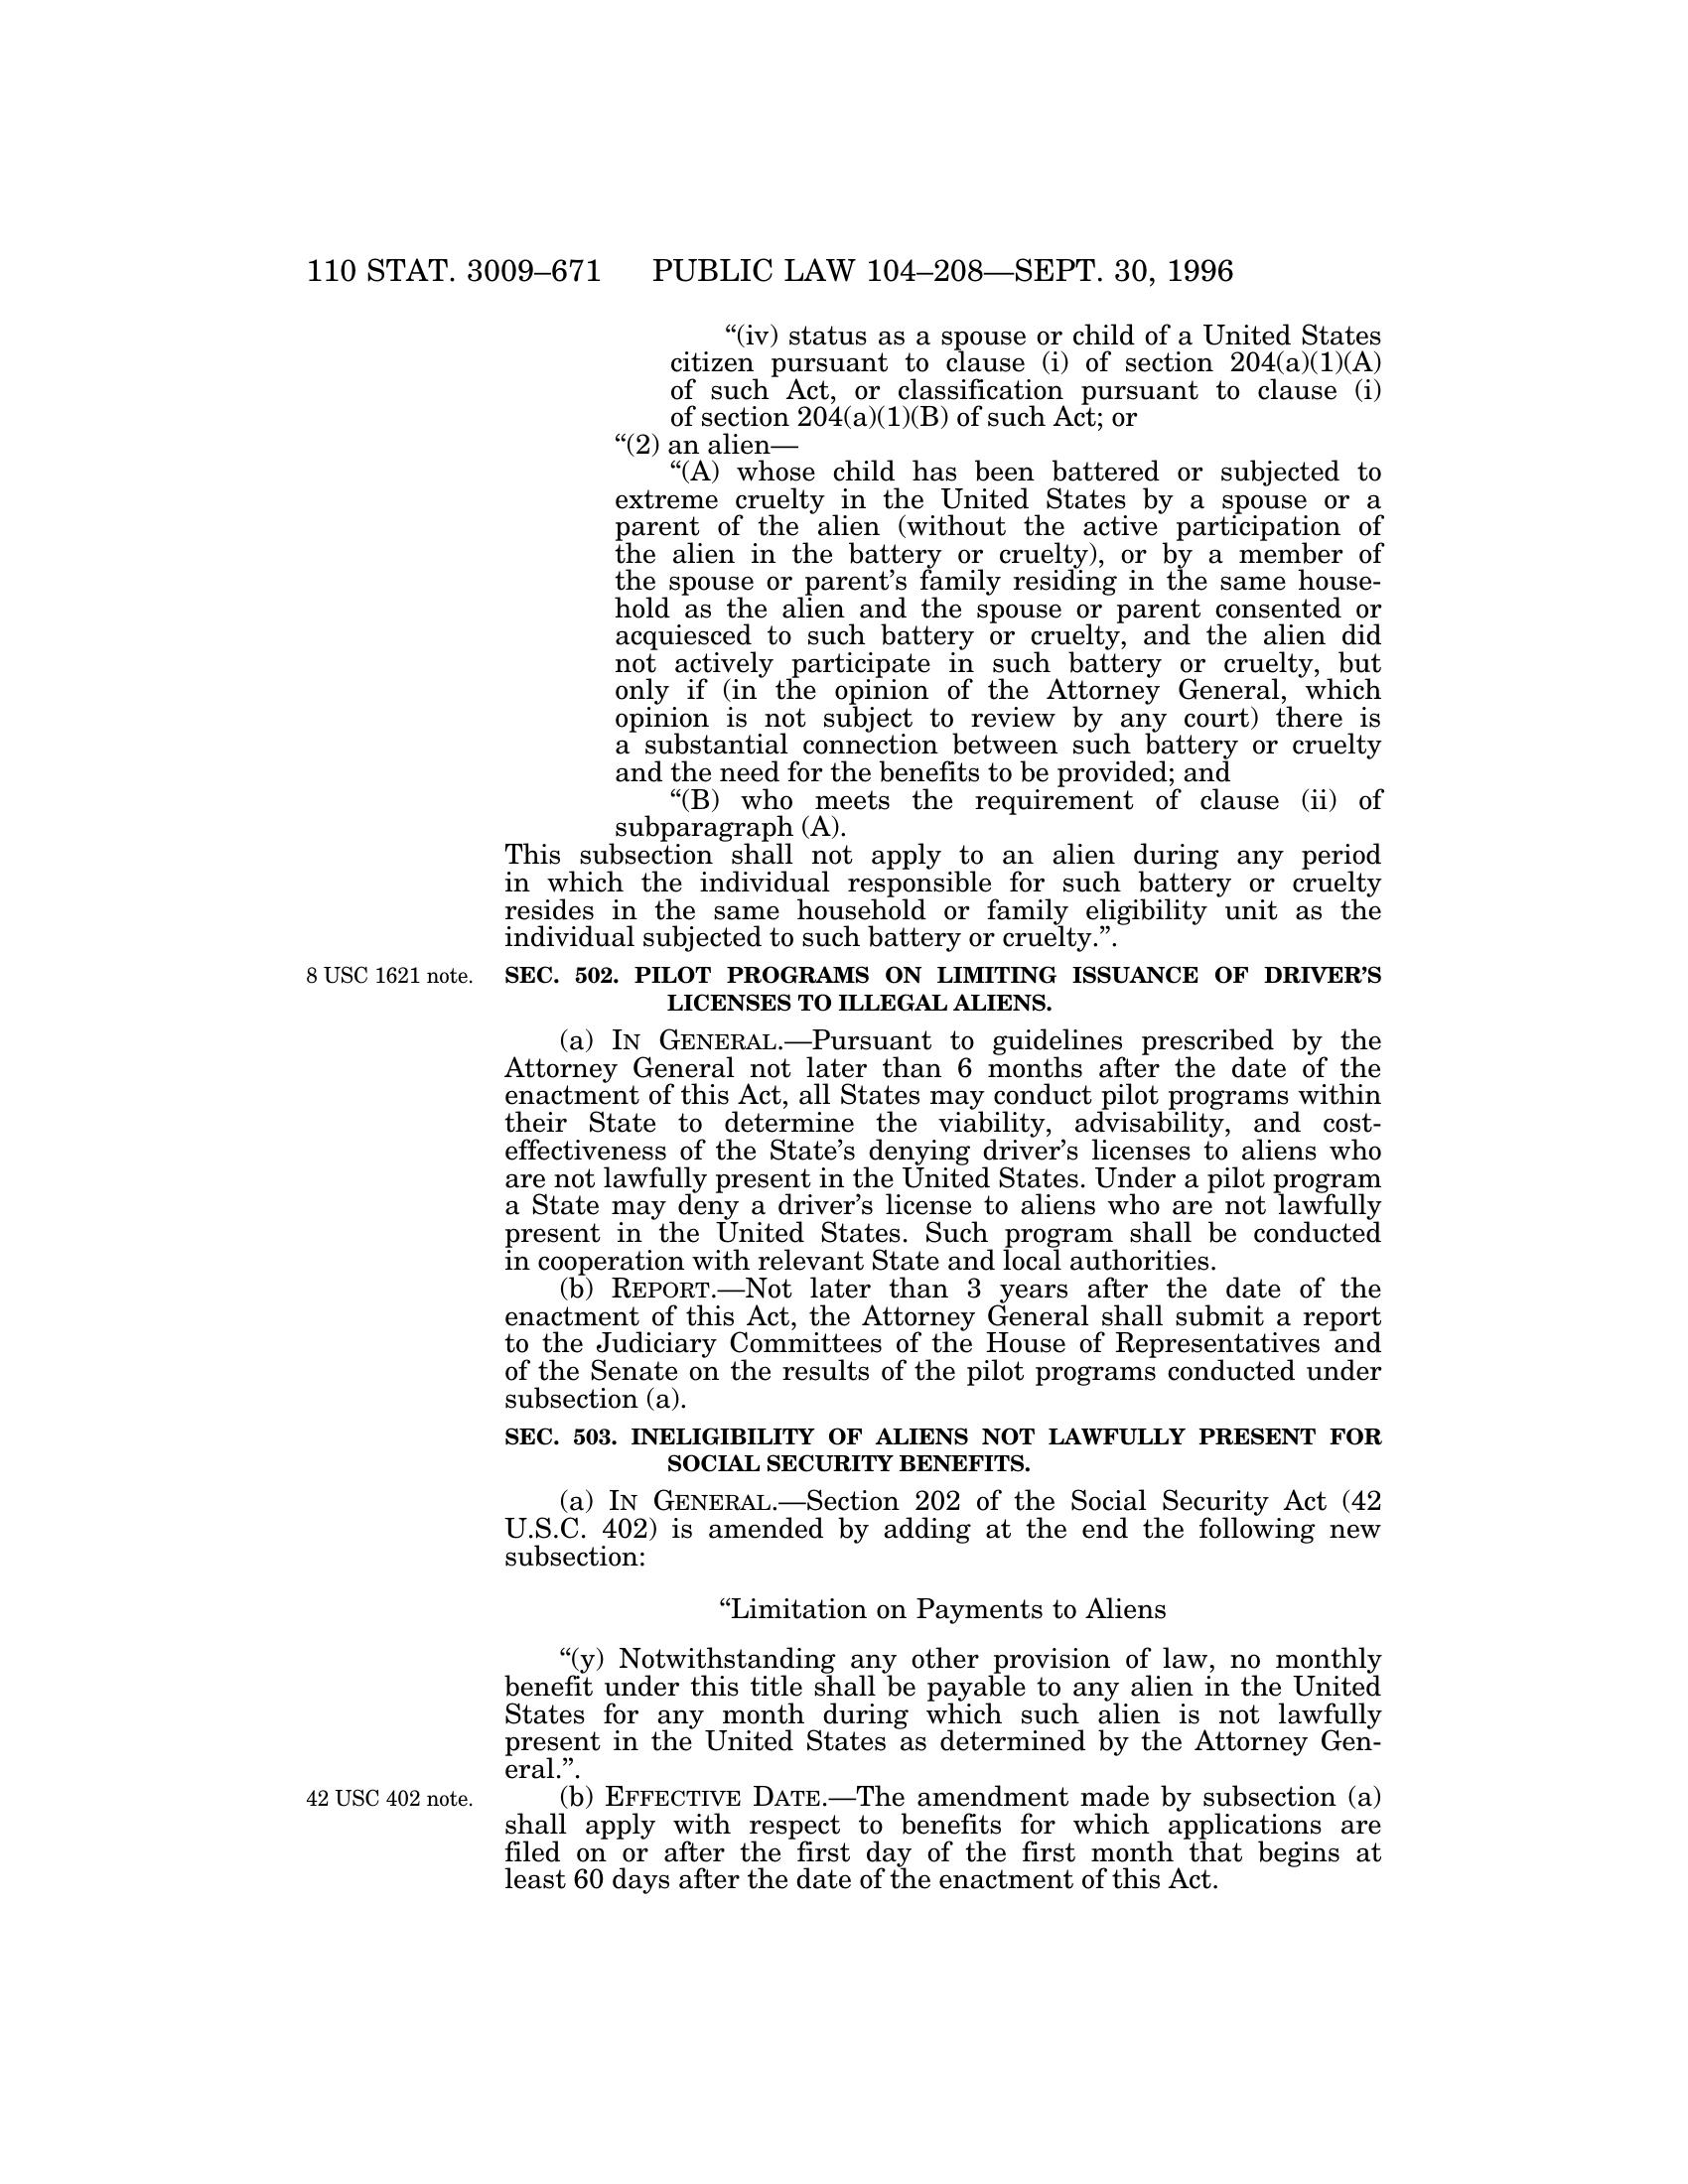 110 STAT. 3009–671 PUBLIC LAW 104–208—SEPT. 30, 1996
“(iv) status as a spouse or child of a United States
citizen pursuant to clause (i) of section 204(a)(1)(A)
of such Act, or classification pursuant to clause (i)
of section 204(a)(1)(B) of such Act; or
“(2) an alien—
“(A) whose child has been battered or subjected to
extreme cruelty in the United States by a spouse or a
parent of the alien (without the active participation of
the alien in the battery or cruelty), or by a member of
the spouse or parent’s family residing in the same house-
hold as the alien and the spouse or parent consented or
acquiesced to such battery or cruelty, and the alien did
not actively participate in such battery or cruelty, but
only if (in the opinion of the Attorney General, which
opinion is not subject to review by any court) there is
a substantial connection between such battery or cruelty
and the need for the benefits to be provided; and
“(B) who meets the requirement of clause (ii) of
subparagraph (A).
This subsection shall not apply to an alien during any period
in which the individual responsible for such battery or cruelty
resides in the same household or family eligibility unit as the
individual subjected to such battery or cruelty.”.
8 USC 1621 note.
SEC. 502. PILOT PROGRAMS ON LIMITING ISSUANCE OF DRIVER’S
LICENSES TO ILLEGAL ALIENS.
(a) IN GENERAL.—Pursuant to guidelines prescribed by the
Attorney General not later than 6 months after the date of the
enactment of this Act, all States may conduct pilot programs within
their State to determine the viability, advisability, and cost-
effectiveness of the State’s denying driver’s licenses to aliens who
are not lawfully present in the United States. Under a pilot program
a State may deny a driver’s license to aliens who are not lawfully
present in the United States. Such program shall be conducted
in cooperation with relevant State and local authorities.
(b) REPORT.—Not later than 3 years after the date of the
enactment of this Act, the Attorney General shall submit a report
to the Judiciary Committees of the House of Representatives and
of the Senate on the results of the pilot programs conducted under
subsection (a).
SEC. 503. INELIGIBILITY OF ALIENS NOT LAWFULLY PRESENT FOR
SOCIAL SECURITY BENEFITS.
(a) IN GENERAL.—Section 202 of the Social Security Act (42
U.S.C. 402) is amended by adding at the end the following new
subsection:
“Limitation on Payments to Aliens
“(y) Notwithstanding any other provision of law, no monthly
benefit under this title shall be payable to any alien in the United
States for any month during which such alien is not lawfully
present in the United States as determined by the Attorney Gen-
eral.”.
42 USC 402 note.
(b) EFFECTIVE DATE.—The amendment made by subsection (a)
shall apply with respect to benefits for which applications are
filed on or after the first day of the first month that begins at
least 60 days after the date of the enactment of this Act.